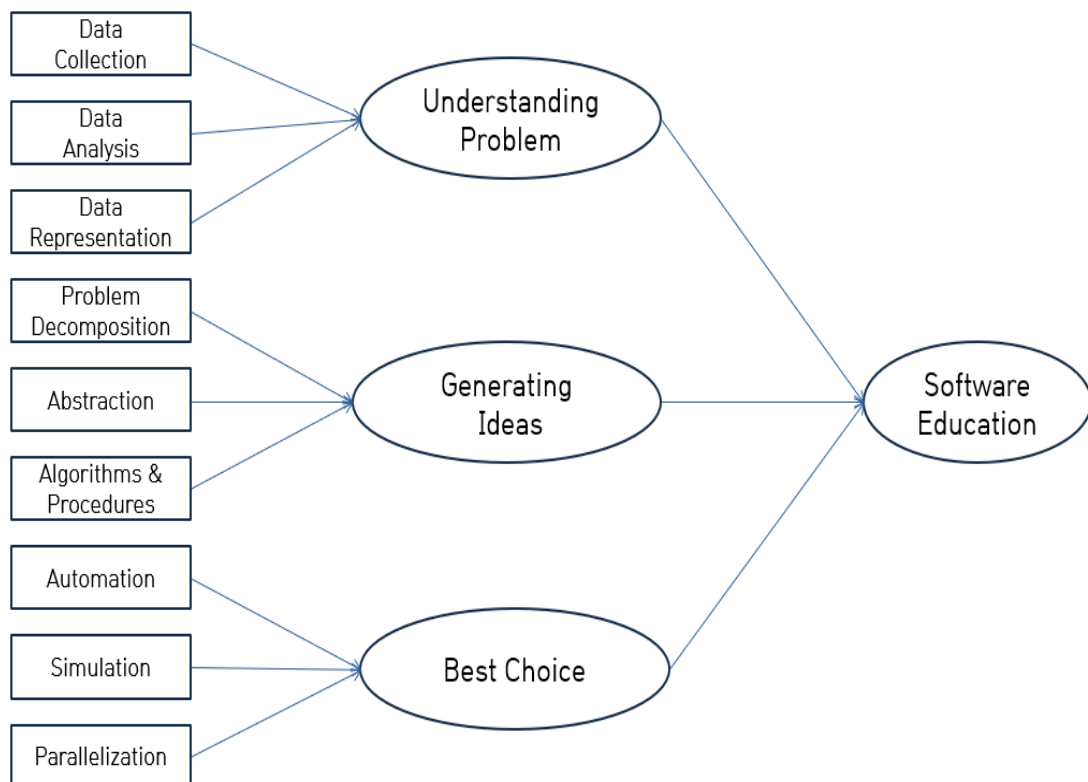 Data
Collection
Data
Analysis
Data
Representation
Problem
Decomposition
Abstraction
Algorithms &
Procedures
Automation
Simulation
Parallelization
Understanding
Problem
Generating
Ideas
Best Choice
Software
Education